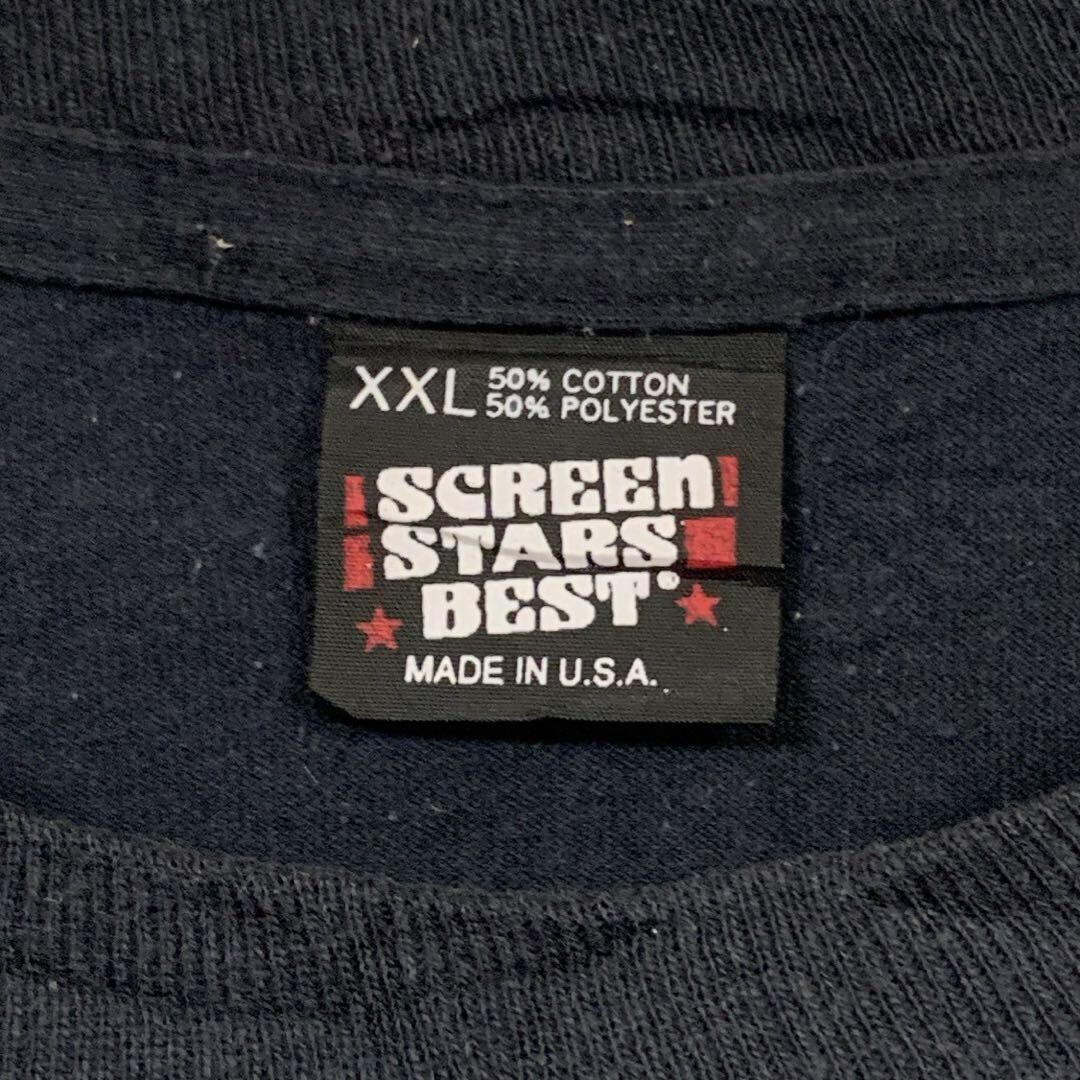 XXL 50% COTTON
50% POLYESTER
SCREEN
STARS
BEST®
MADE IN U.S.A.